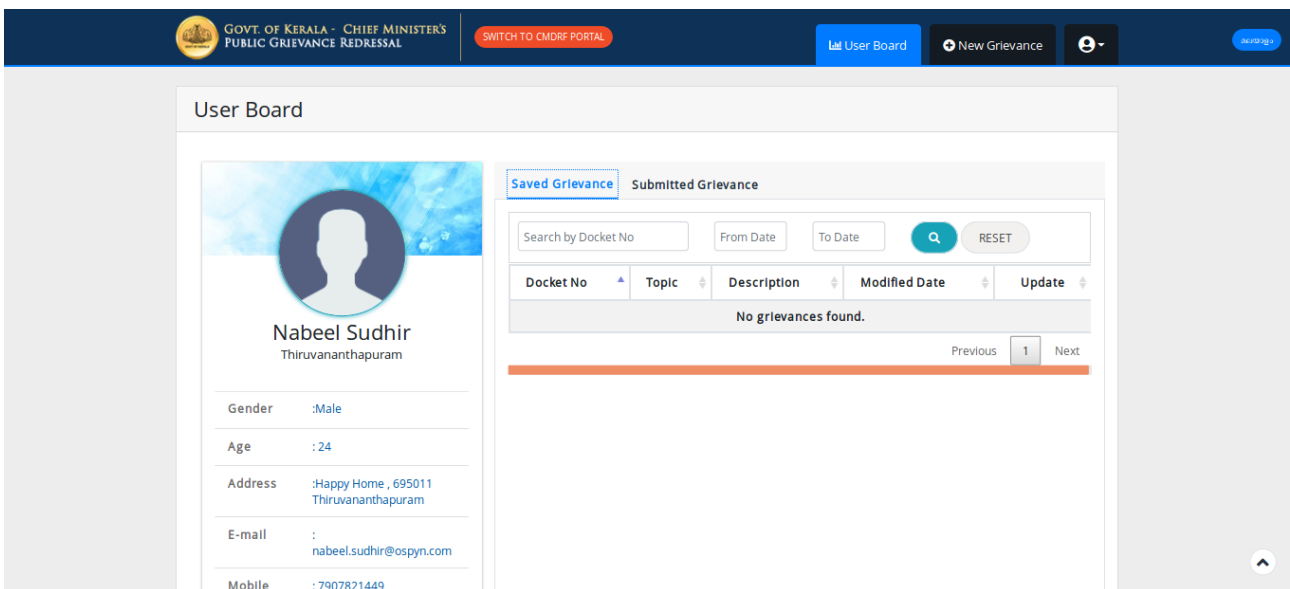 GOVT. OF KERALA - CHIEF MINISTER'S
PUBLIC GRIEVANCE REDRESSAL
SWITCH TO CMDRF PORTAL
User Board
New Grievance
മലയാളം
User Board
Nabeel Sudhir
Thiruvananthapuram
Gender :Male
Age : 24
Address :Happy Home , 695011
Thiruvananthapuram
E-mail :
nabeel.sudhir@ospyn.com
Mobile : 7907821449
Saved Grievance Submitted Grievance
Search by Docket No From Date To Date RESET
Docket No Topic Description Modified Date Update
No grievances found.
Previous 1 Next